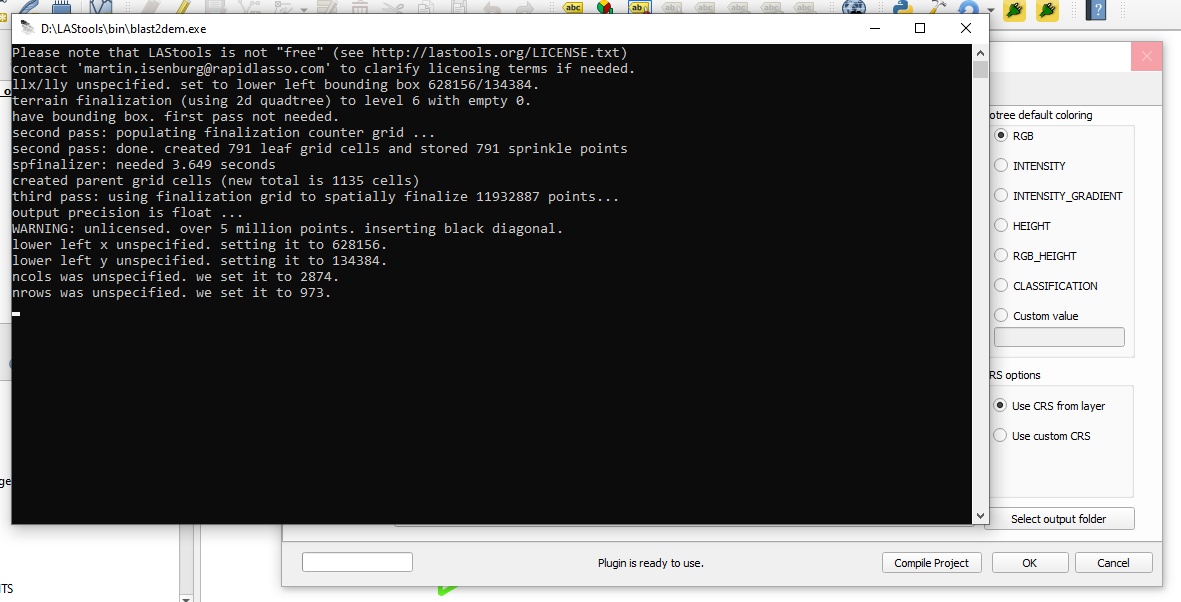 abc
ab
D:\LAStools\bin\blast2dem.exe
Please note that LAStools is not "free" (see http://lastools.org/LICENSE.txt)
contact 'martin.isenburg@rapidlasso.com' to clarify licensing terms if needed.
llx/lly unspecified. set to lower left bounding box 628156/134384.
terrain finalization (using 2d quadtree) to level 6 with empty 0.
have bounding box. first pass not needed.
second pass: populating finalization counter grid ...
second pass: done. created 791 leaf grid cells and stored 791 sprinkle points
spfinalizer: needed 3.649 seconds
created parent grid cells (new total is 1135 cells)
third pass: using finalization grid to spatially finalize 11932887 points...
output precision is float ...
WARNING: unlicensed. over 5 million points. inserting black diagonal.
lower left x unspecified. setting it to 628156.
lower left y unspecified. setting it to 134384.
ncols was unspecified. we set it to 2874.
nrows was unspecified. we set it to 973.
otree default coloring
RGB
INTENSITY
INTENSITY_GRADIENT
HEIGHT
RGB_HEIGHT
CLASSIFICATION
Custom value
RS options
Use CRS from layer
Use custom CRS
Select output folder
Plugin is ready to use.
Compile Project
OK
Cancel
ge
ITS